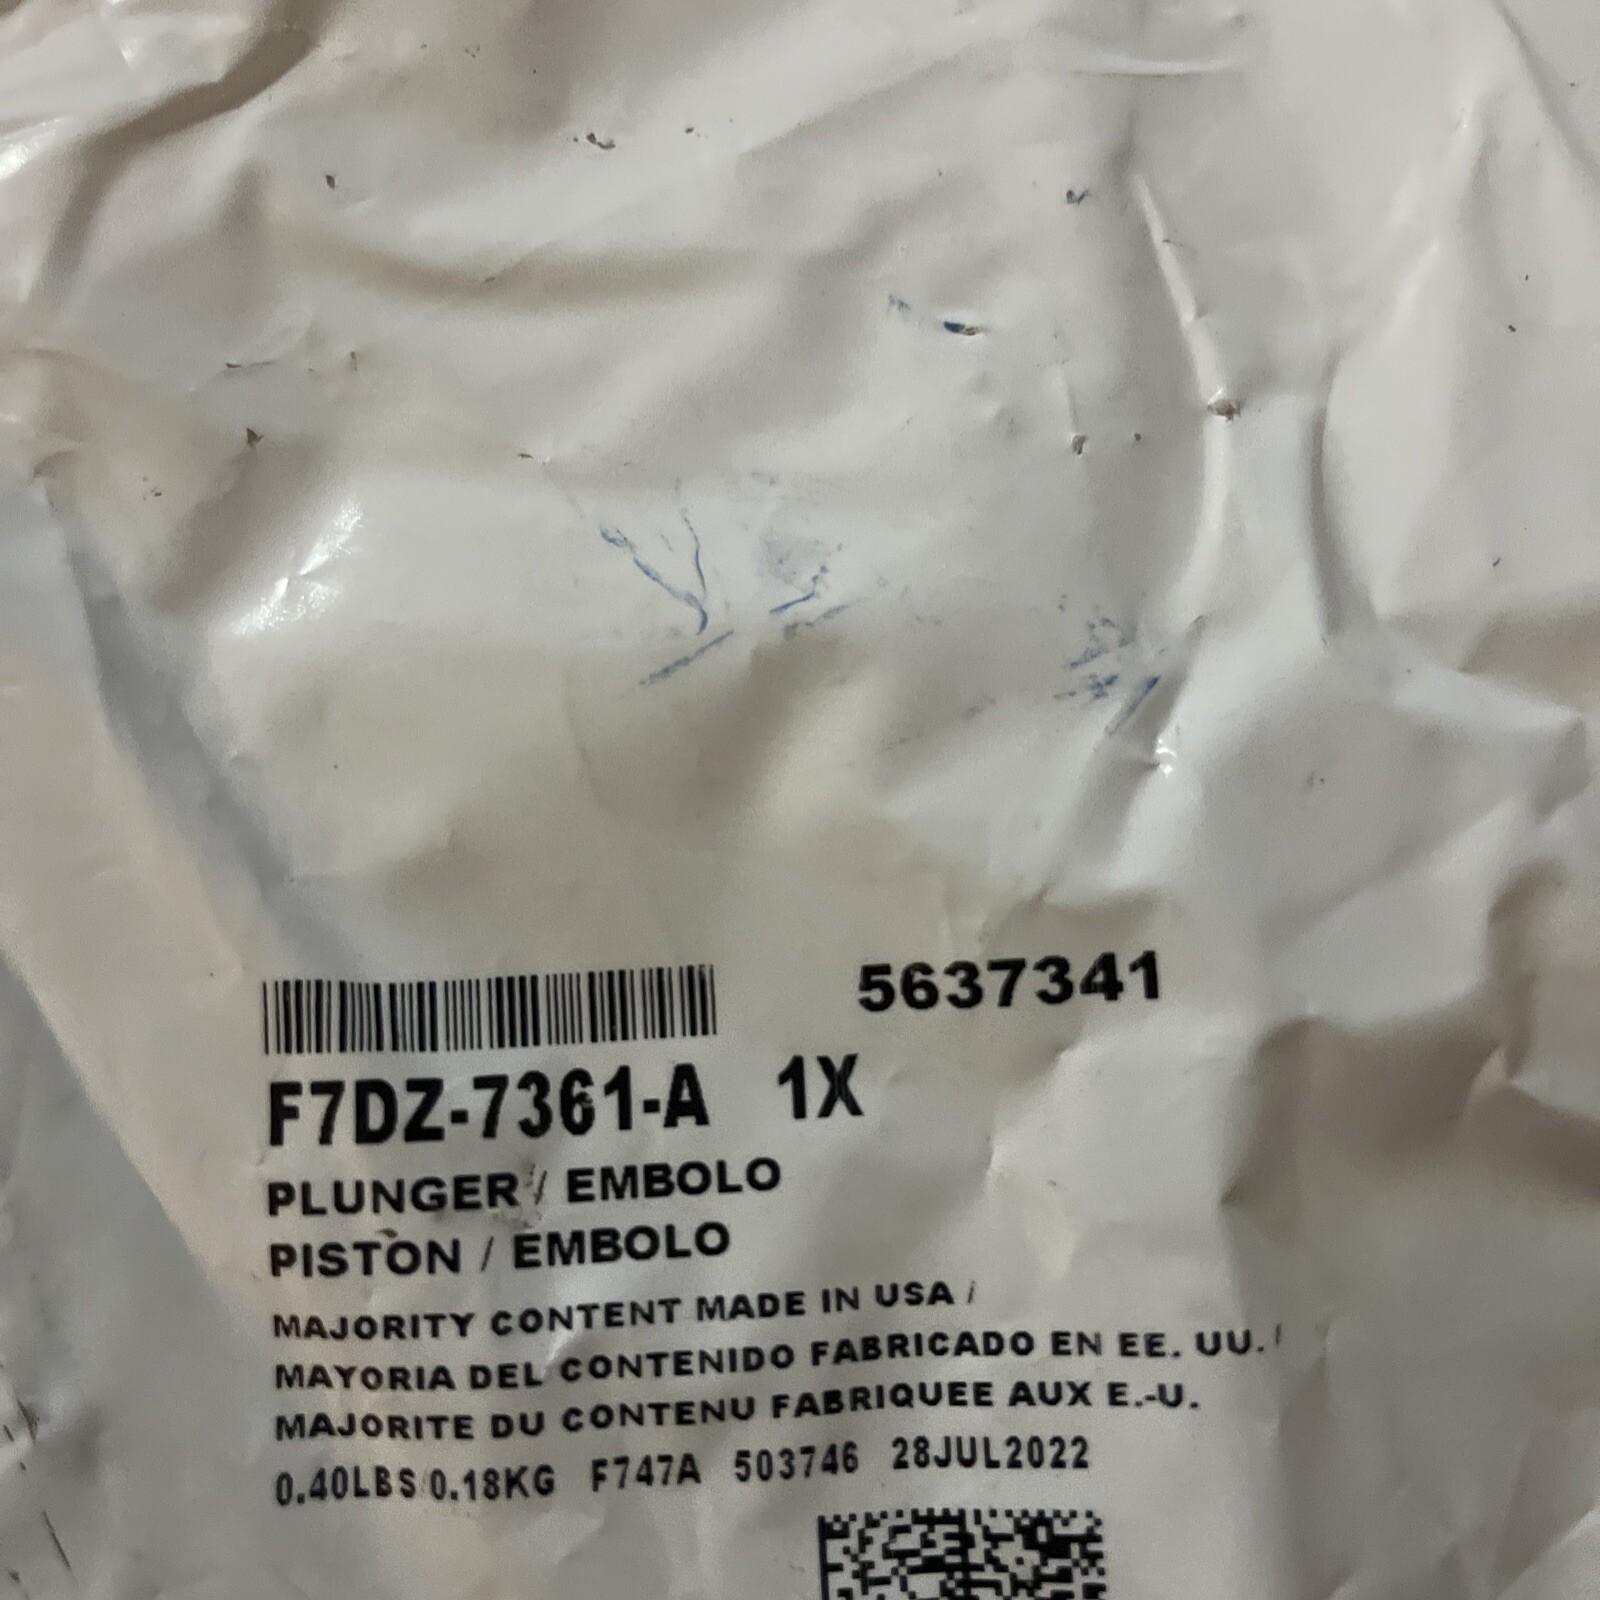 5637341
F7DZ-7361-A 1X
PLUNGER / EMBOLO
PISTON / EMBOLO
MAJORITY CONTENT MADE IN USA /
MAYORIA DEL CONTENIDO FABRICADO EN EE. UU. /
MAJORITE DU CONTENU FABRIQUEE AUX E.-U.
0.40LBS/0.18KG F747A 503746 28JUL2022